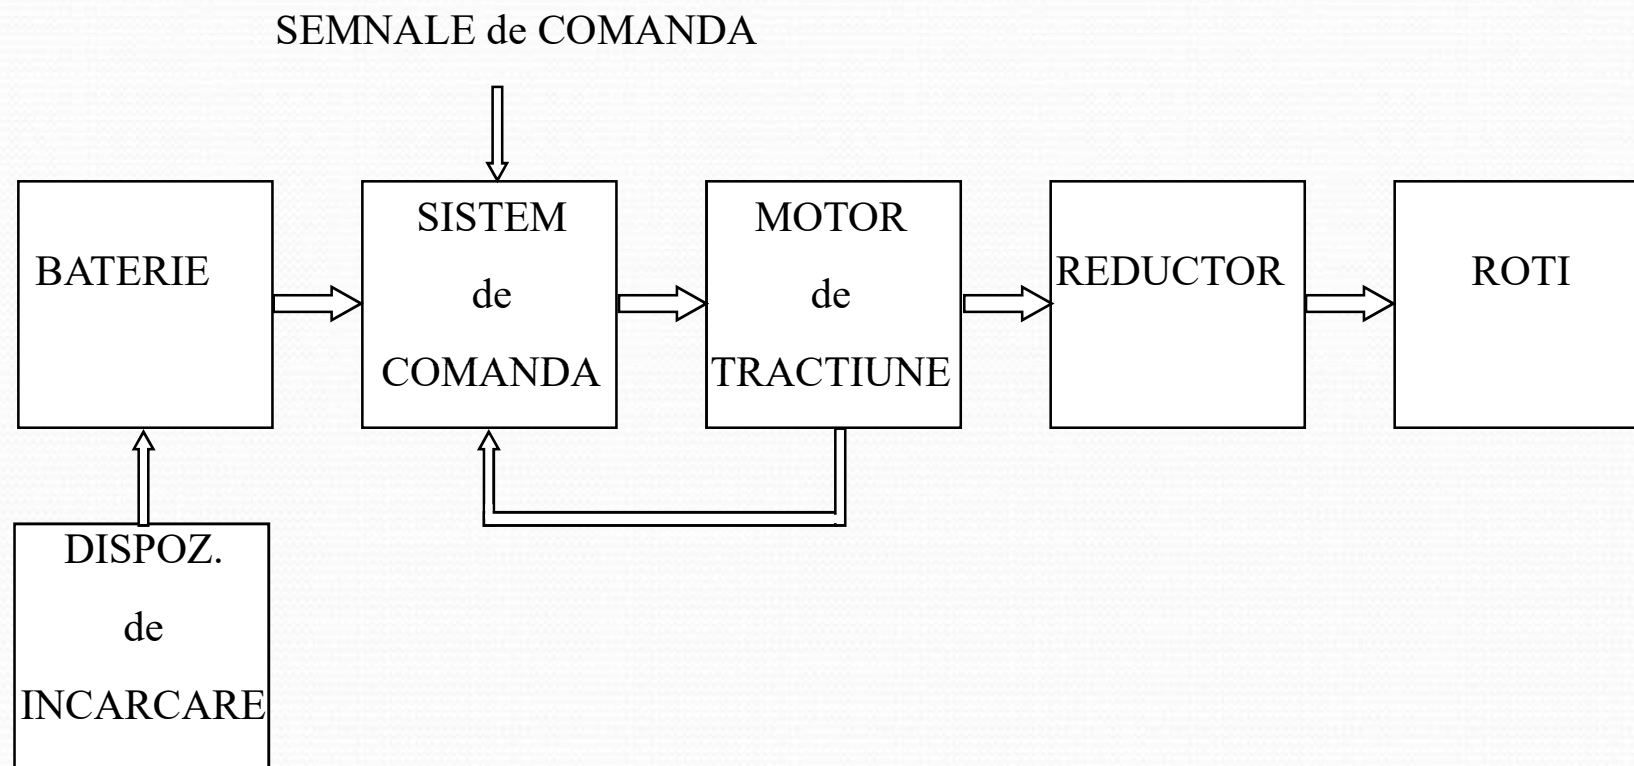 SEMNALE de COMANDA
BATERIE
SISTEM
de
COMANDA
MOTOR
de
TRACTIUNE
REDUCTOR
ROTI
DISPOZ.
de
INCARCARE